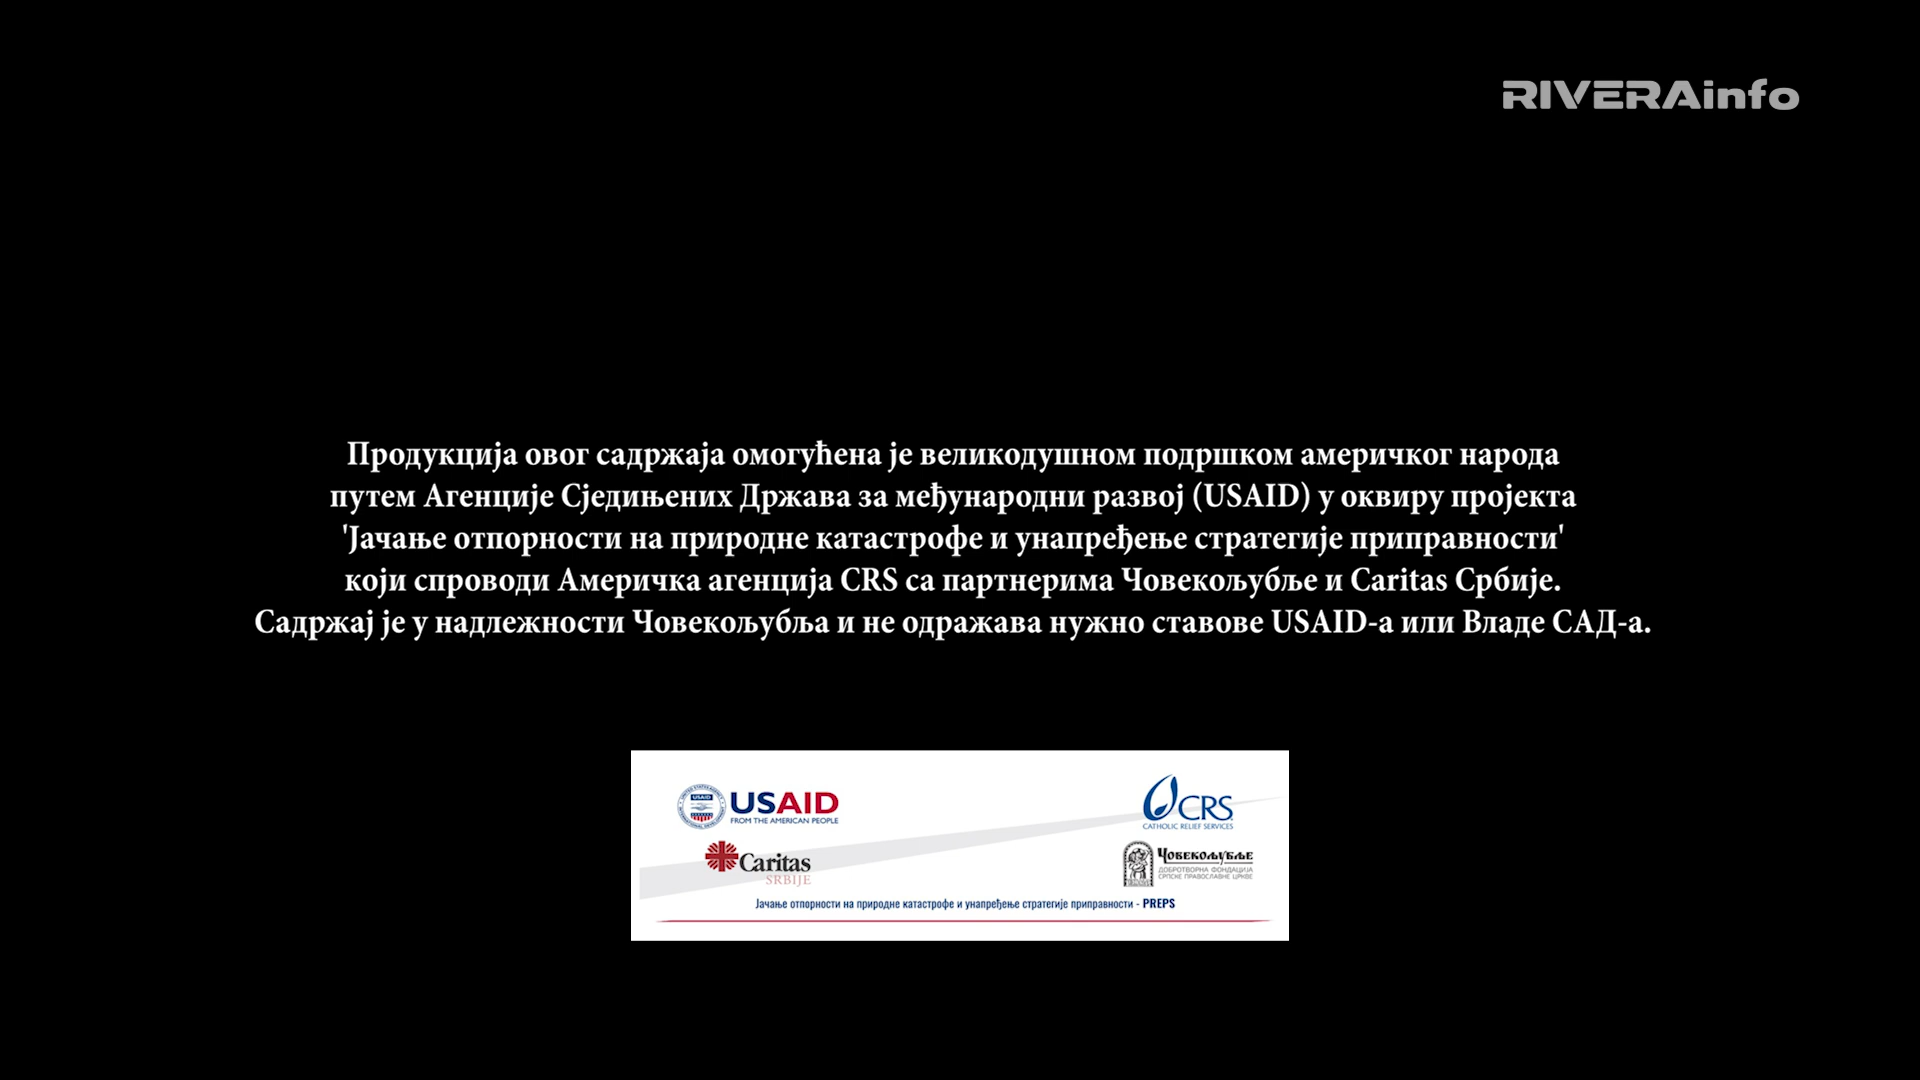 RIVERAinfo
Продукција овог садржаја омогућена је великодушном подршком америчког народа
путем Агенције Сједињених Држава за међународни развој (USAID) у оквиру пројекта
'Јачање отпорности на природне катастрофе и унапређење стратегије приправности'
који спроводи Америчка агенција CRS са партнерима Човекољубље и Caritas Србије.
Садржај је у надлежности Човекољубља и не одражава нужно ставове USAID-а или Владе САД-а.
USAID
FROM THE AMERICAN PEOPLE
CRS
CATHOLIC RELIEF SERVICES
Caritas
SRBIJE
Човекољубље
ДОБРОТВОРНА ФОНДАЦИЈА
СРПСКЕ ПРАВОСЛАВНЕ ЦРКВЕ
Јачање отпорности на природне катастрофе и унапређење стратегије приправности - PREPS